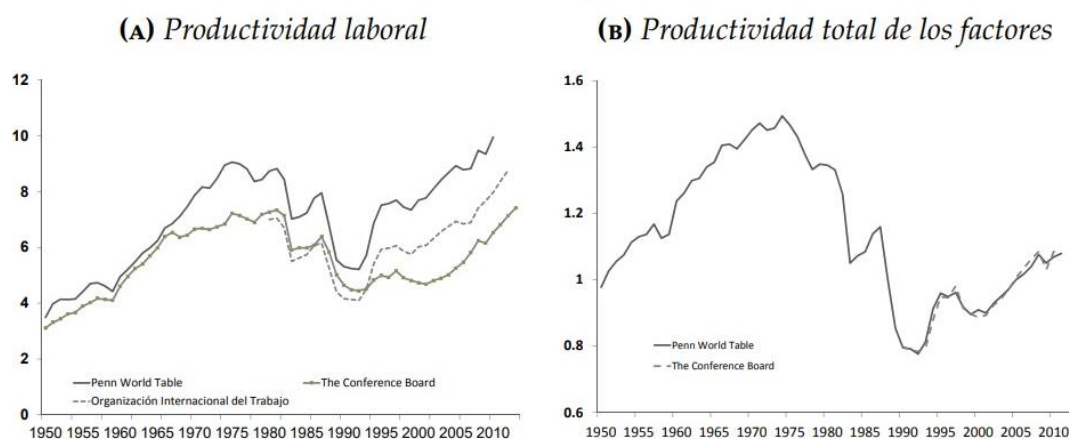 (A) Productividad laboral
12
10
8
6
4
2
0
Penn World Table
The Conference Board
Organización Internacional del Trabajo
1950 1955 1960 1965 1970 1975 1980 1985 1990 1995 2000 2005 2010
(B) Productividad total de los factores
1.6
1.4
1.2
1
0.8
0.6
Penn World Table
The Conference Board
1950 1955 1960 1965 1970 1975 1980 1985 1990 1995 2000 2005 2010